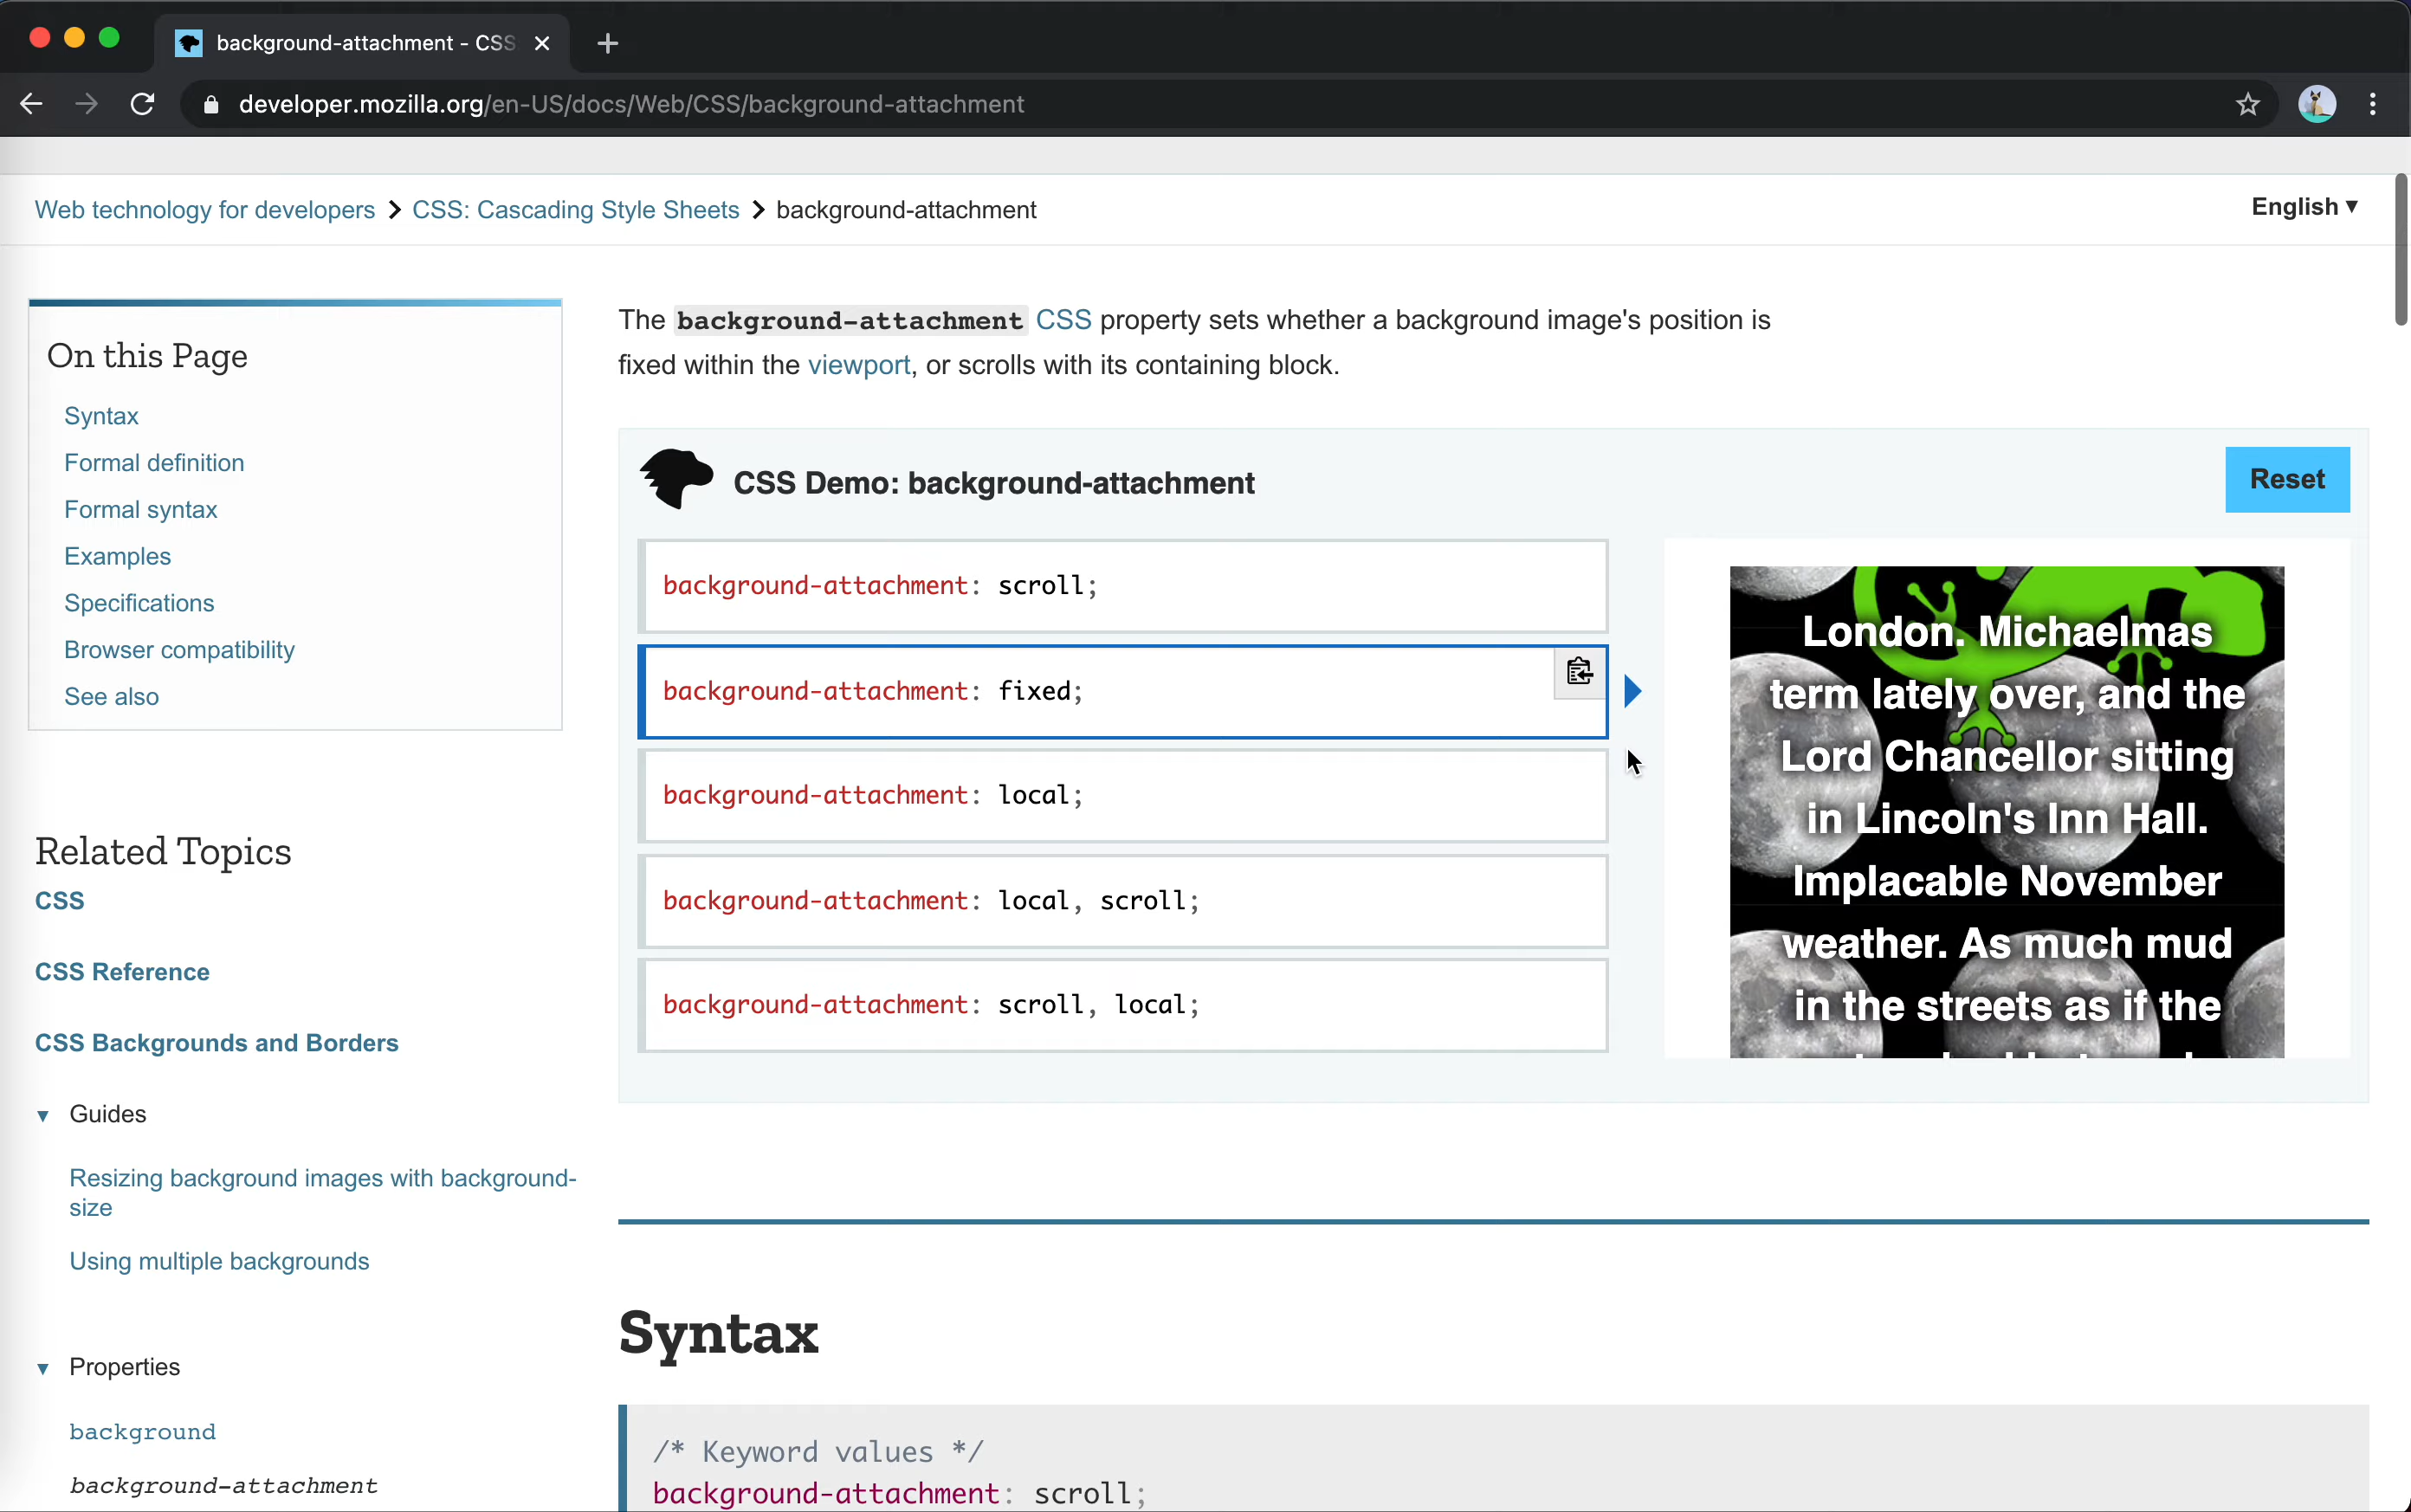 background-attachment - CSS
developer.mozilla.org/en-US/docs/Web/CSS/background-attachment
Web technology for developers > CSS: Cascading Style Sheets > background-attachment
English ▼
On this Page
Syntax
Formal definition
Formal syntax
Examples
Specifications
Browser compatibility
See also
Related Topics
CSS
CSS Reference
CSS Backgrounds and Borders
▼ Guides
Resizing background images with background-
size
Using multiple backgrounds
▼ Properties
background
background-attachment
The background-attachment CSS property sets whether a background image's position is
fixed within the viewport, or scrolls with its containing block.
CSS Demo: background-attachment
Reset
background-attachment: scroll;
background-attachment: fixed;
background-attachment: local;
background-attachment: local, scroll;
background-attachment: scroll, local;
London. Michaelmas
term lately over, and the
Lord Chancellor sitting
in Lincoln's Inn Hall.
Implacable November
weather. As much mud
in the streets as if the
Syntax
/* Keyword values */
background-attachment: scroll;